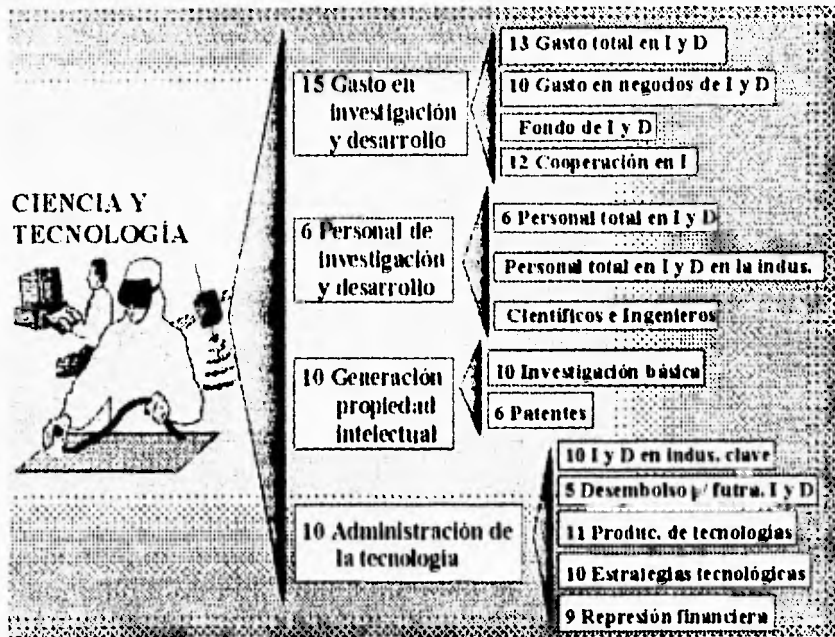 CIENCIA Y
TECNOLOGÍA
15 Gasto en
investigación
y desarrollo
13 Gasto total en I y D
10 Gasto en negocios de I y D
Fondo de I y D
12 Cooperación en I
6 Personal de
investigación
y desarrollo
6 Personal total en I y D
Personal total en I y D en la indus.
Científicos e Ingenieros
10 Generación
propiedad
intelectual
10 Investigación básica
6 Patentes
10 Administración de
la tecnología
10 I y D en indus. clave
5 Desembolso p/ futra. I y D
11 Produc. de tecnologías
10 Estrategias tecnológicas
9 Represión financiera